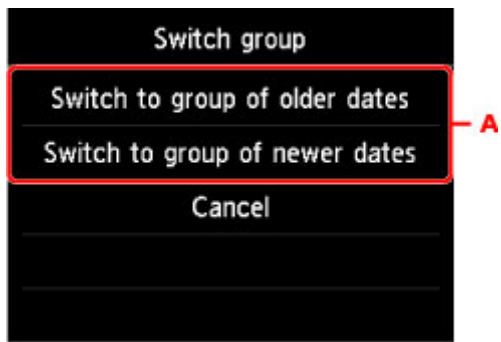 Switch group
Switch to group of older dates
A
Switch to group of newer dates
Cancel